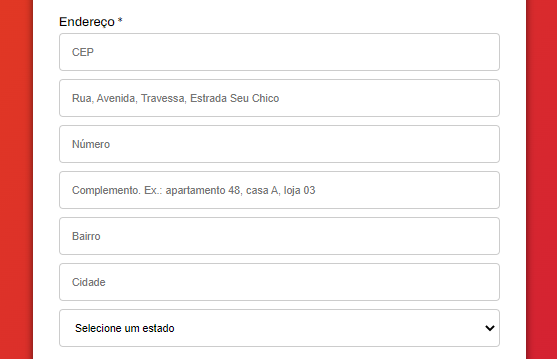 Endereço *
CEP
Rua, Avenida, Travessa, Estrada Seu Chico
Número
Complemento. Ex.: apartamento 48, casa A, loja 03
Bairro
Cidade
Selecione um estado